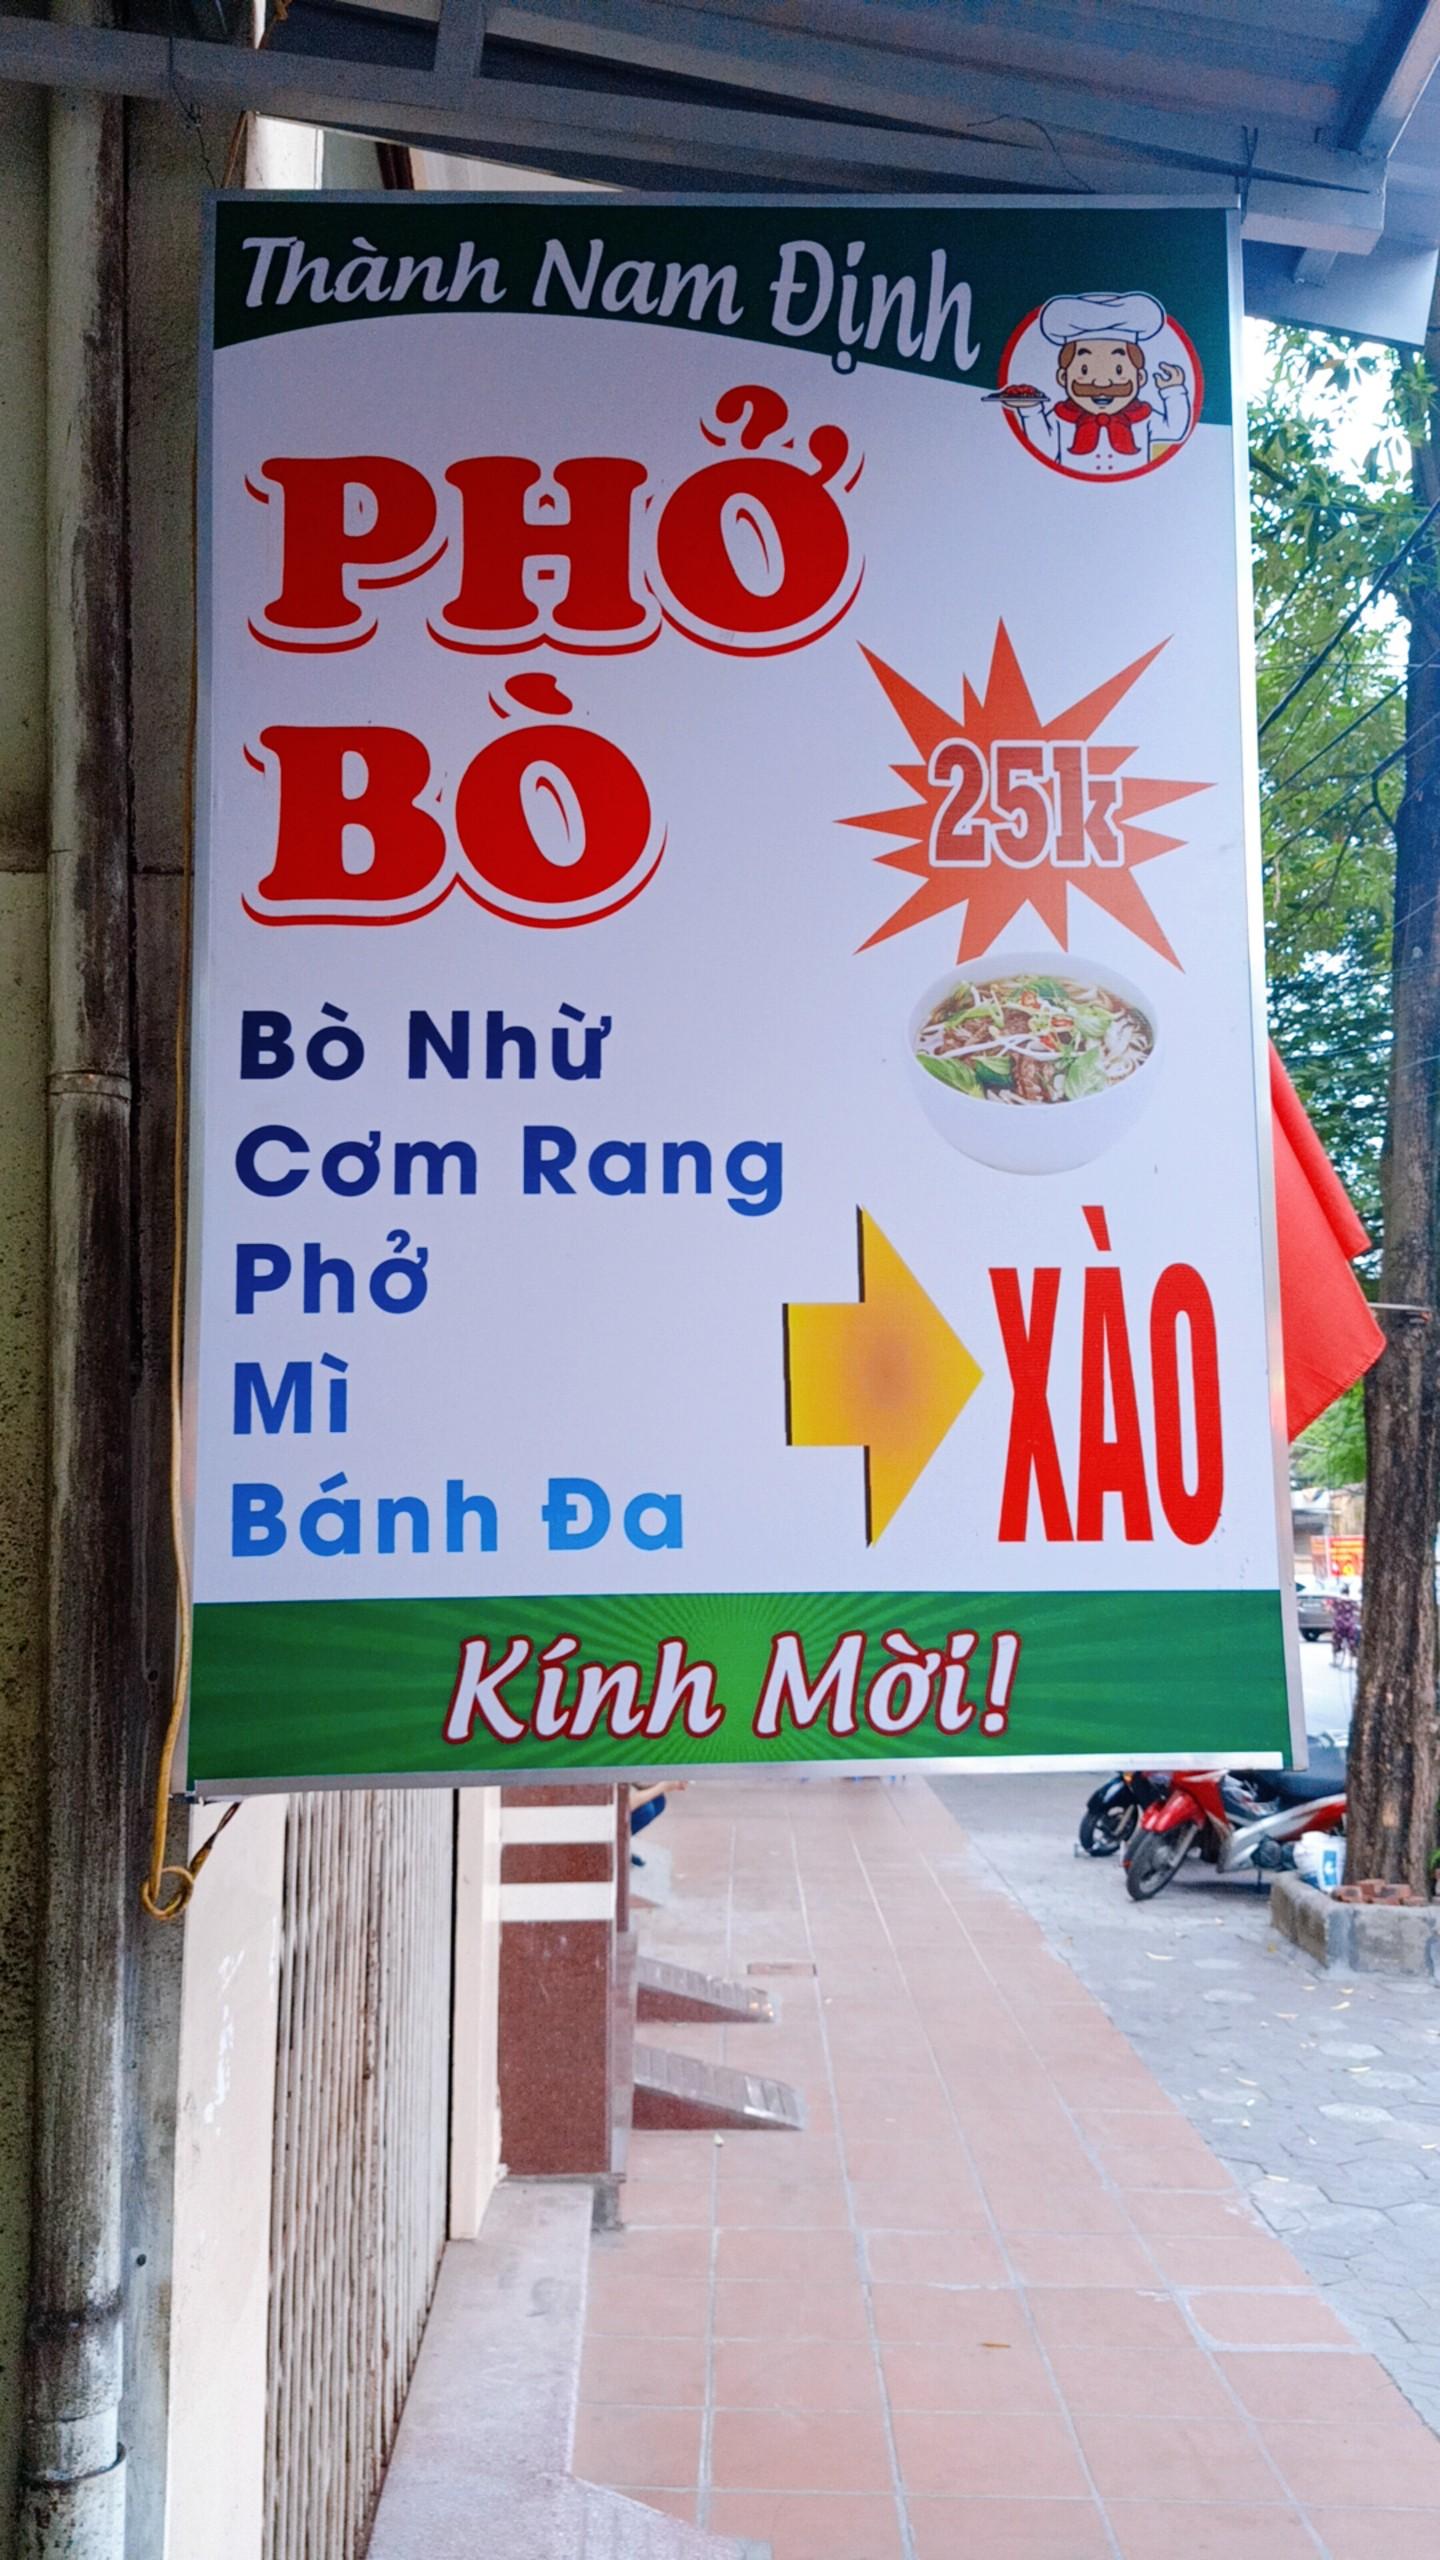 Thành Nam Định
PHỞ
BÒ
25k
Bò Nhừ
Cơm Rang
Phở
Mì
Bánh Đa
XÀO
Kính Mời!